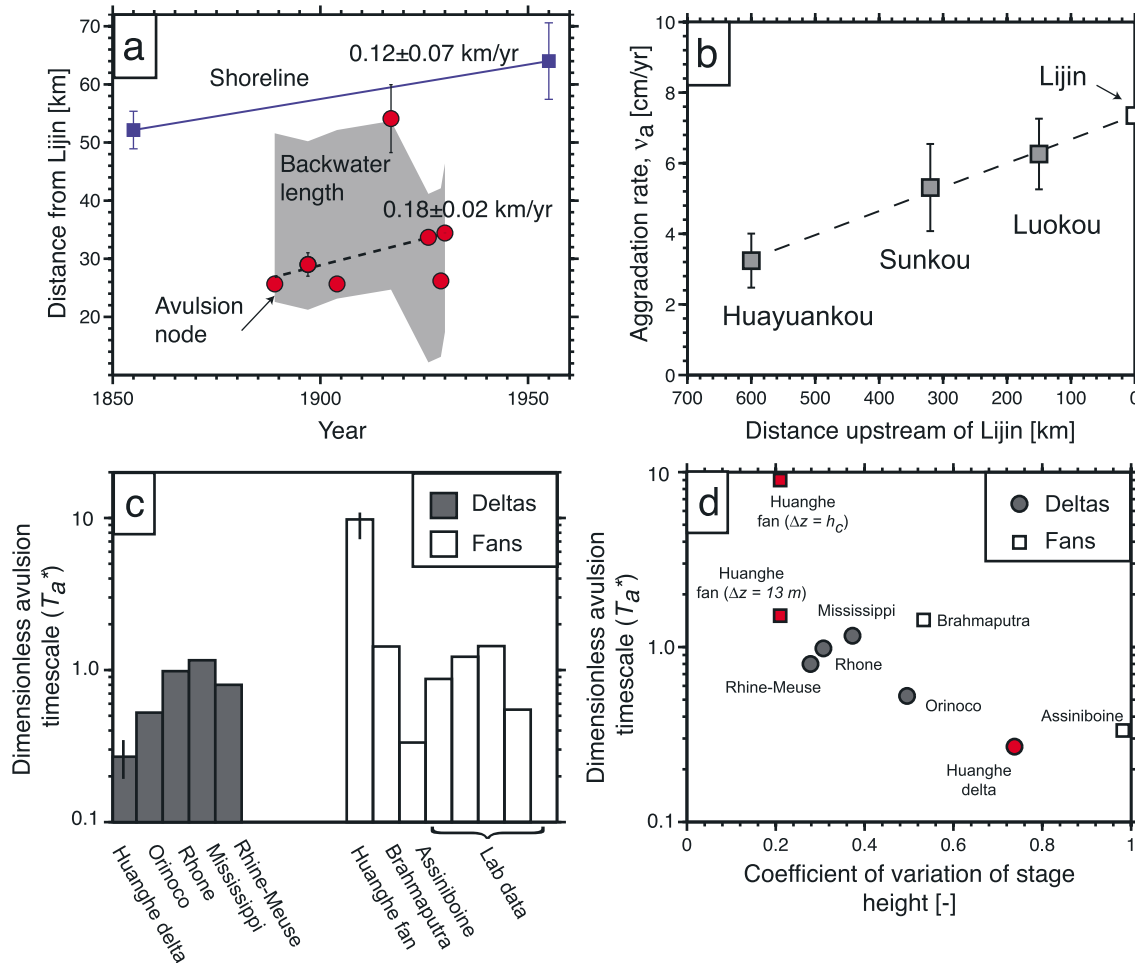 a
70
60
50
40
30
20
Distance from Lijin [km]
0.12±0.07 km/yr
Shoreline
Backwater
length
0.18±0.02 km/yr
Avulsion
node
1850
1900
1950
Year
b
10
8
6
4
2
0
Aggradation rate, νa [cm/yr]
Lijin
Luokou
Sunkou
Huayuankou
700
600
500
400
300
200
100
0
Distance upstream of Lijin [km]
c
Deltas
Fans
10
1.0
0.1
Dimensionless avulsion
timescale (Ta*)
Huanghe delta
Orinoco
Rhone
Mississippi
Rhine-Meuse
Huanghe fan
Brahmaputra
Assiniboine
Lab data
d
Deltas
Fans
10
1.0
0.1
Dimensionless avulsion
timescale (Ta*)
Huanghe
fan (Δz = hc)
Huanghe
fan (Δz = 13 m)
Mississippi
Brahmaputra
Rhone
Rhine-Meuse
Orinoco
Assiniboine
Huanghe
delta
0
0.2
0.4
0.6
0.8
1
Coefficient of variation of stage
height [-]